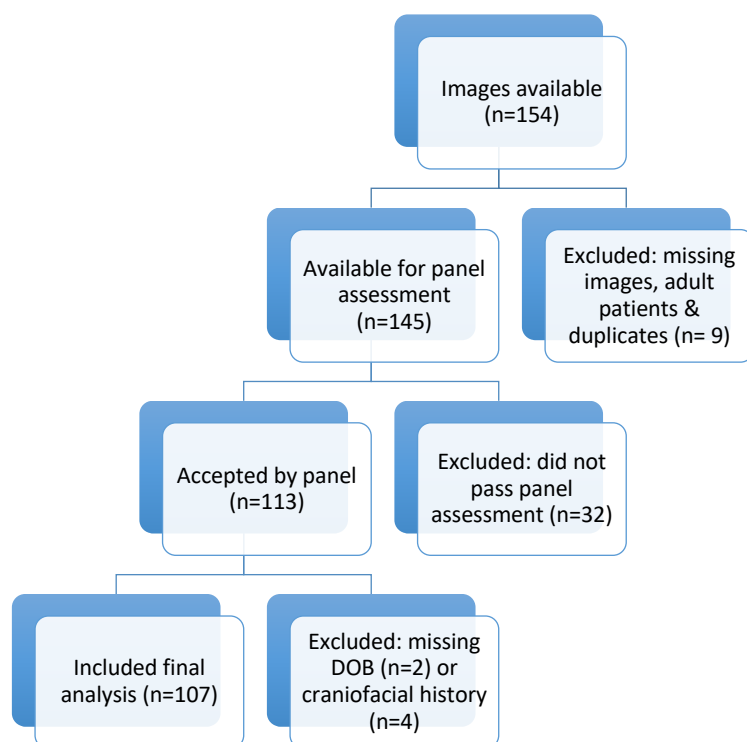 Images available
(n=154)
Available for panel
assessment
(n=145)
Excluded: missing
images, adult
patients &
duplicates (n= 9)
Accepted by panel
(n=113)
Excluded: did not
pass panel
assessment (n=32)
Included final
analysis (n=107)
Excluded: missing
DOB (n=2) or
craniofacial history
(n=4)